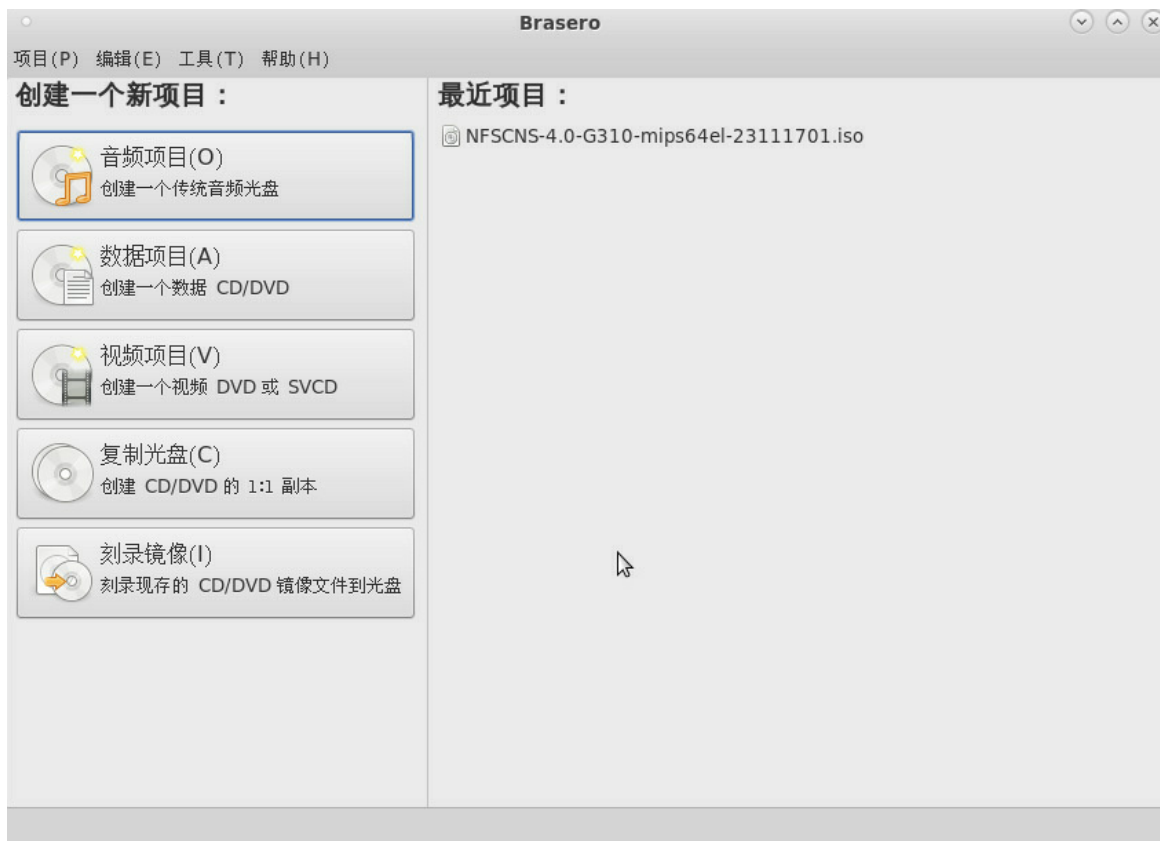 Brasero
项目(P) 编辑(E) 工具(T) 帮助(H)
创建一个新项目：
音频项目(O)
创建一个传统音频光盘
数据项目(A)
创建一个数据 CD/DVD
视频项目(V)
创建一个视频 DVD 或 SVCD
复制光盘(C)
创建 CD/DVD 的 1:1 副本
刻录镜像(I)
刻录现存的 CD/DVD 镜像文件到光盘
最近项目：
NFSCNS-4.0-G310-mips64el-23111701.iso